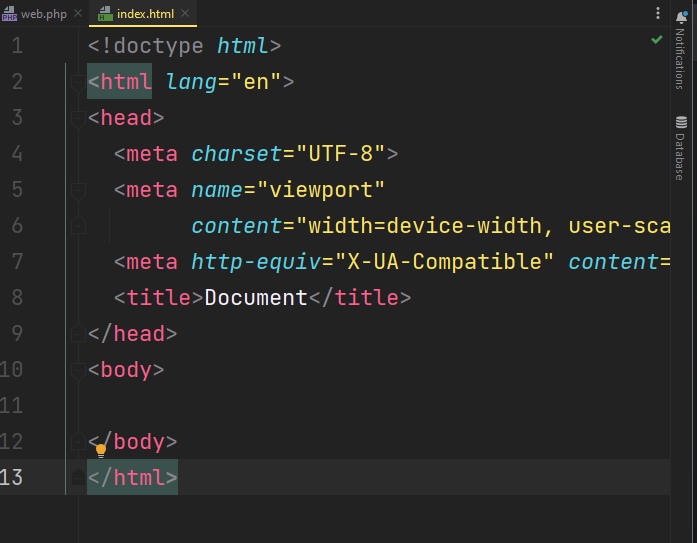 web.php index.html
1 <!doctype html>
2 <html lang="en">
3 <head>
4 <meta charset="UTF-8">
5 <meta name="viewport"
6 content="width=device-width, user-sca
7 <meta http-equiv="X-UA-Compatible" content=
8 <title>Document</title>
9 </head>
10 <body>
11
12 </body>
13 </html>
Notifications
Database